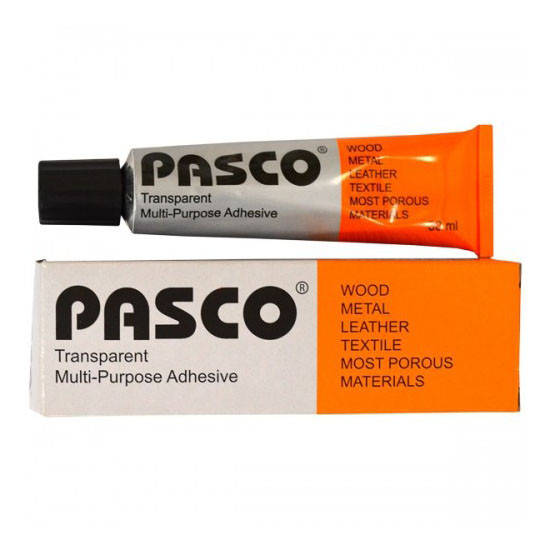 PASCO®
Transparent
Multi-Purpose Adhesive
WOOD
METAL
LEATHER
TEXTILE
MOST POROUS
MATERIALS
ml
PASCO®
Transparent
Multi-Purpose Adhesive
WOOD
METAL
LEATHER
TEXTILE
MOST POROUS
MATERIALS